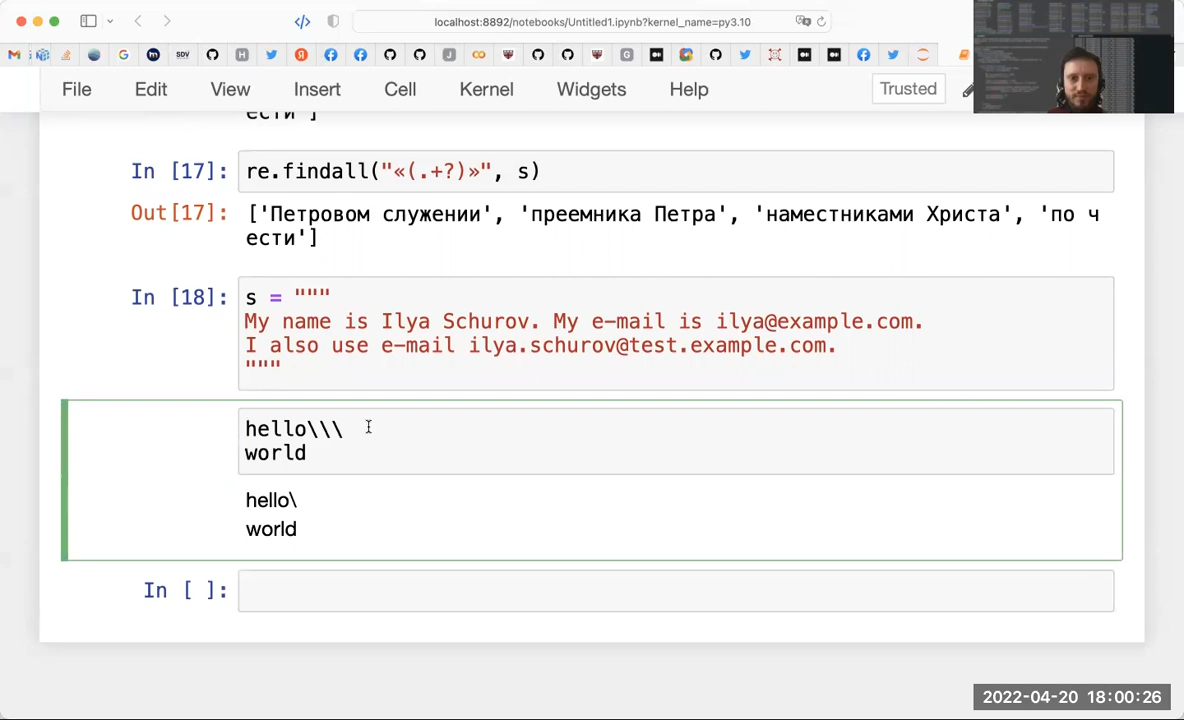 localhost:8892/notebooks/Untitled1.ipynb?kernel_name=py3.10
File Edit View Insert Cell Kernel Widgets Help Trusted
ести']
In [17]: re.findall("«(.+?)»", s)
Out[17]: ['Петровом служении', 'преемника Петра', 'наместниками Христа', 'по ч
ести']
In [18]: s = """
My name is Ilya Schurov. My e-mail is ilya@example.com.
I also use e-mail ilya.schurov@test.example.com.
"""
hello\\\
world
hello\
world
In [ ]:
2022-04-20 18:00:26